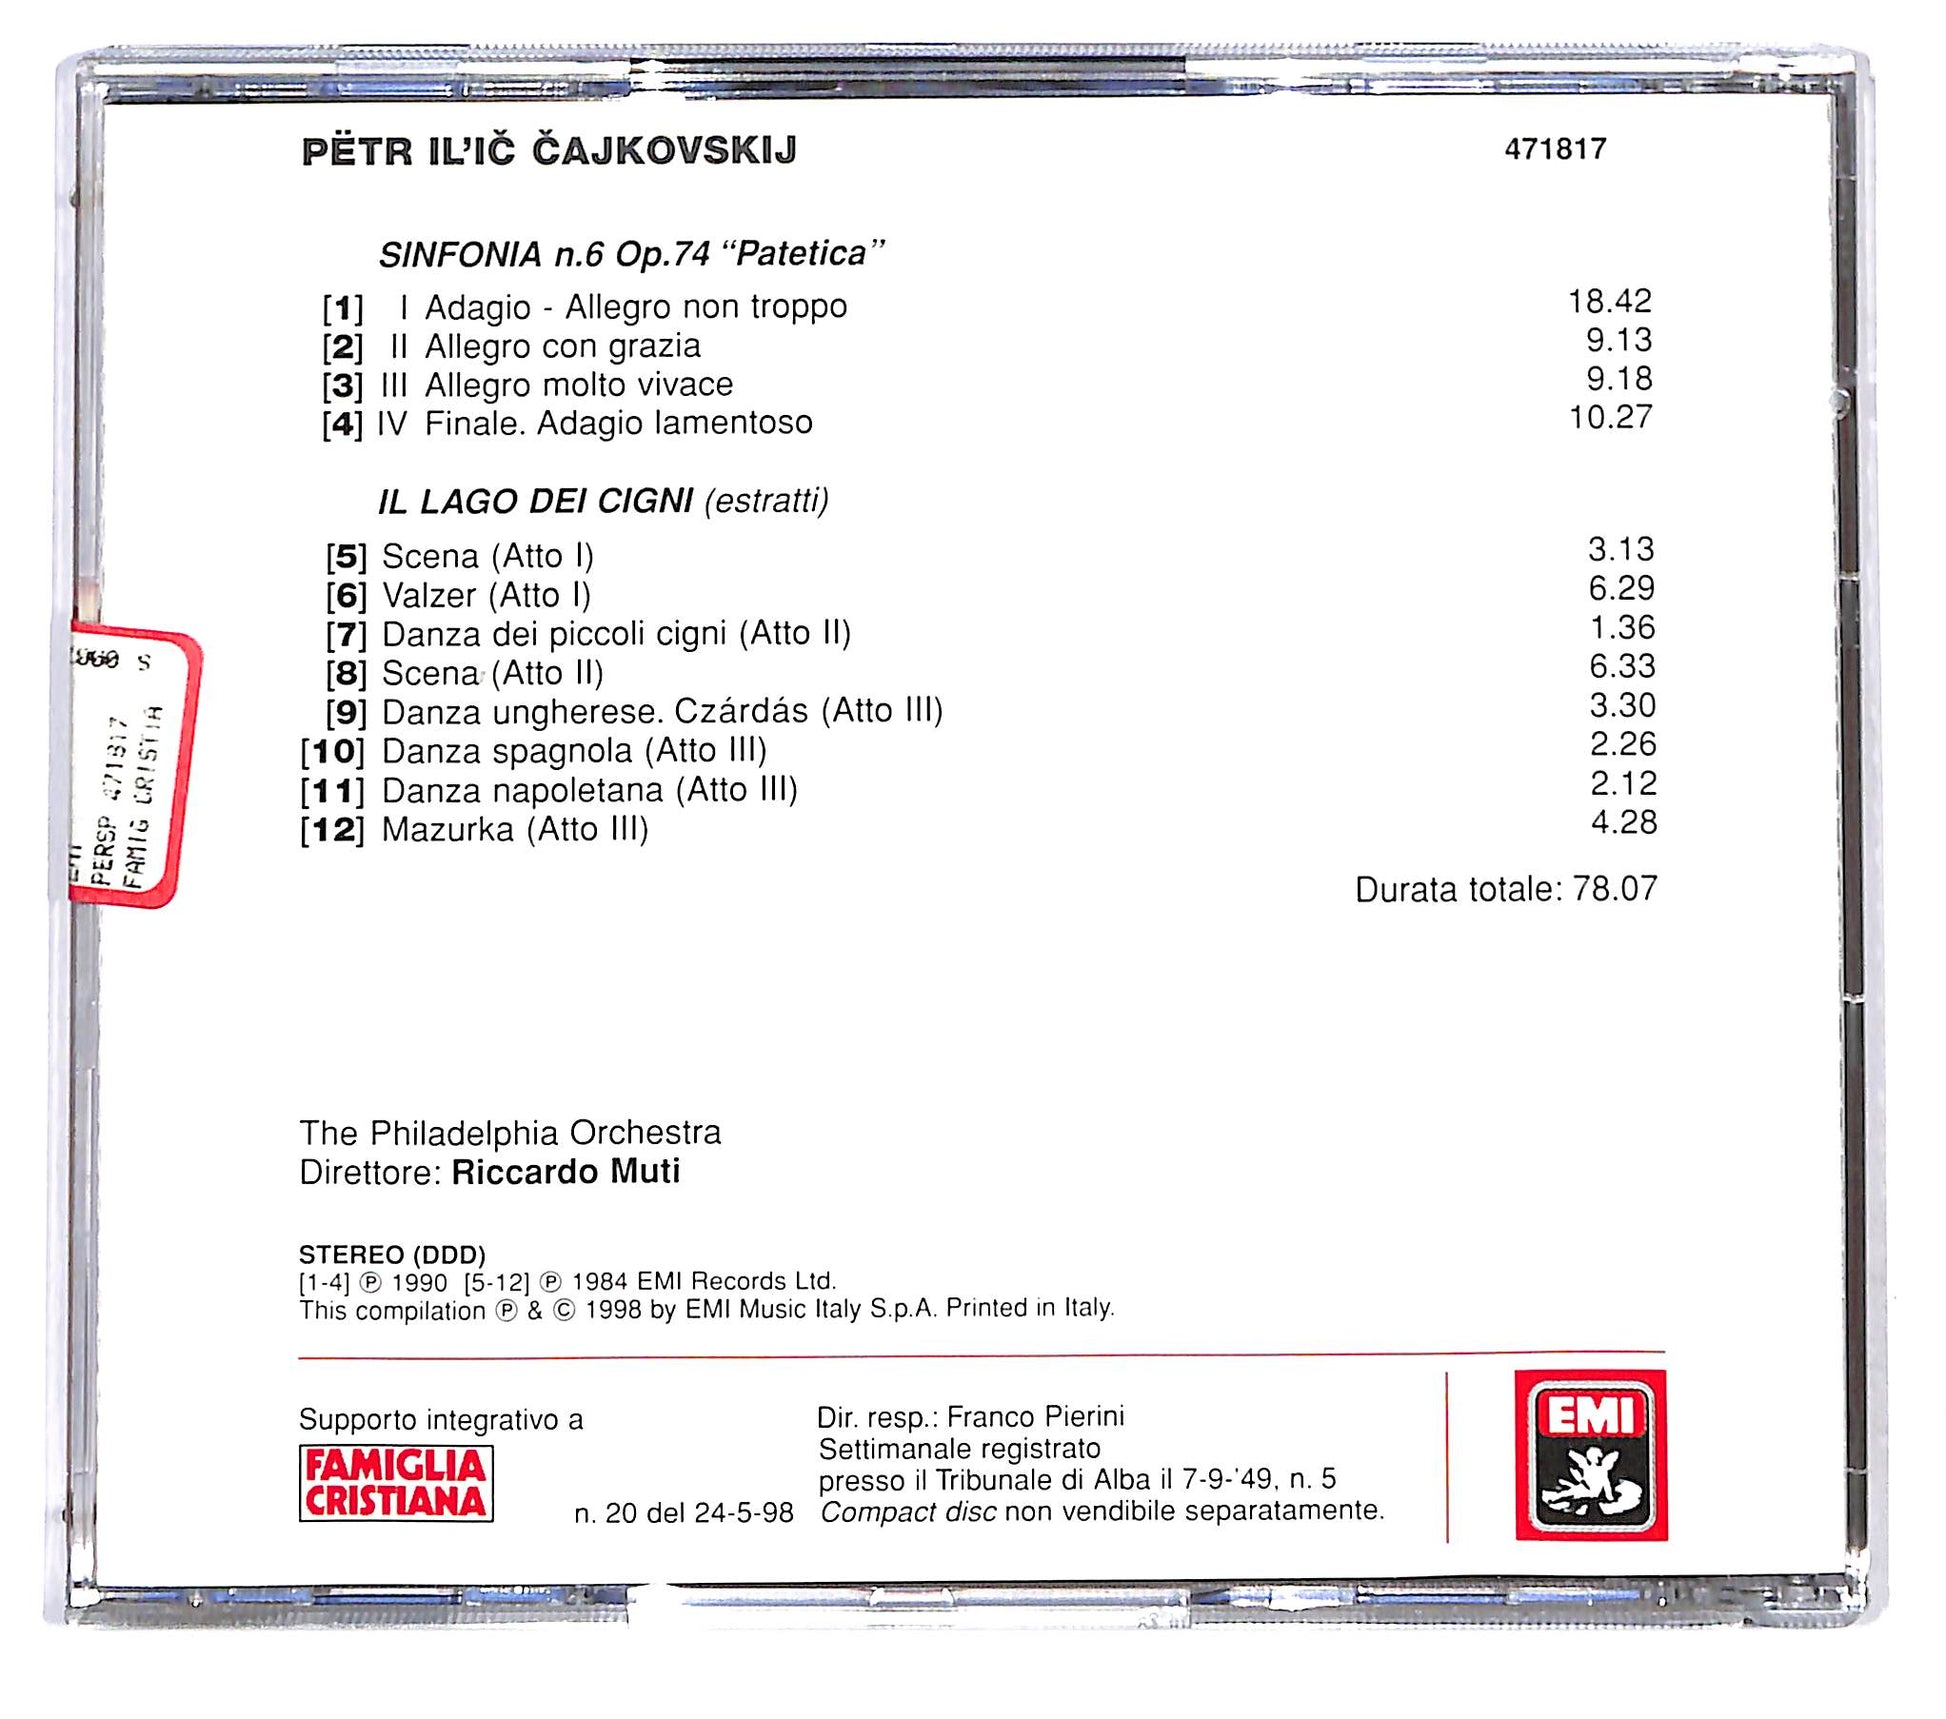 PËTR IL'IČ ČAJKOVSKIJ 471817
SINFONIA n.6 Op.74 “Patetica”
[1] I Adagio - Allegro non troppo 18.42
[2] II Allegro con grazia 9.13
[3] III Allegro molto vivace 9.18
[4] IV Finale. Adagio lamentoso 10.27
IL LAGO DEI CIGNI (estratti)
[5] Scena (Atto I) 3.13
[6] Valzer (Atto I) 6.29
[7] Danza dei piccoli cigni (Atto II) 1.36
[8] Scena (Atto II) 6.33
[9] Danza ungherese. Czárdás (Atto III) 3.30
[10] Danza spagnola (Atto III) 2.26
[11] Danza napoletana (Atto III) 2.12
[12] Mazurka (Atto III) 4.28
Durata totale: 78.07
S
EMI
PERSP 471817
FAMIG CRISTIA
The Philadelphia Orchestra
Direttore: Riccardo Muti
STEREO (DDD)
[1-4] Ⓟ 1990 [5-12] Ⓟ 1984 EMI Records Ltd.
This compilation Ⓟ & © 1998 by EMI Music Italy S.p.A. Printed in Italy.
Supporto integrativo a
FAMIGLIA
CRISTIANA
n. 20 del 24-5-98
Dir. resp.: Franco Pierini
Settimanale registrato
presso il Tribunale di Alba il 7-9-'49, n. 5
Compact disc non vendibile separatamente.
EMI